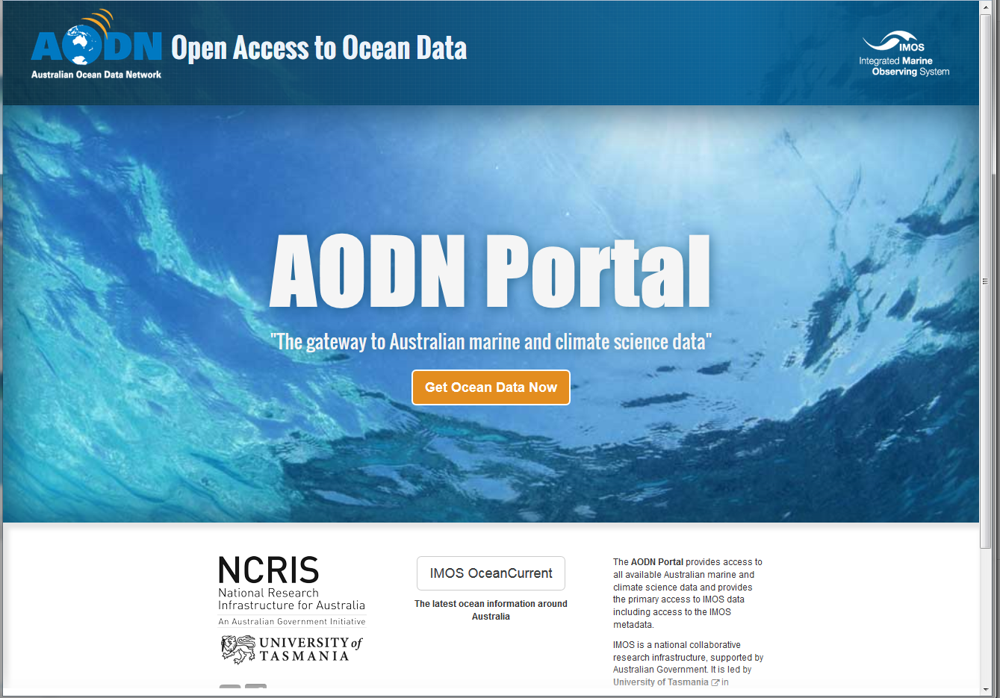 AODN
Australian Ocean Data Network
Open Access to Ocean Data
IMOS
Integrated Marine
Observing System
AODN Portal
"The gateway to Australian marine and climate science data"
Get Ocean Data Now
NCRIS
National Research
Infrastructure for Australia
An Australian Government Initiative
UNIVERSITY of
TASMANIA
IMOS OceanCurrent
The latest ocean information around
Australia
The AODN Portal provides access to
all available Australian marine and
climate science data and provides
the primary access to IMOS data
including access to the IMOS
metadata.
IMOS is a national collaborative
research infrastructure, supported by
Australian Government. It is led by
University of Tasmania in